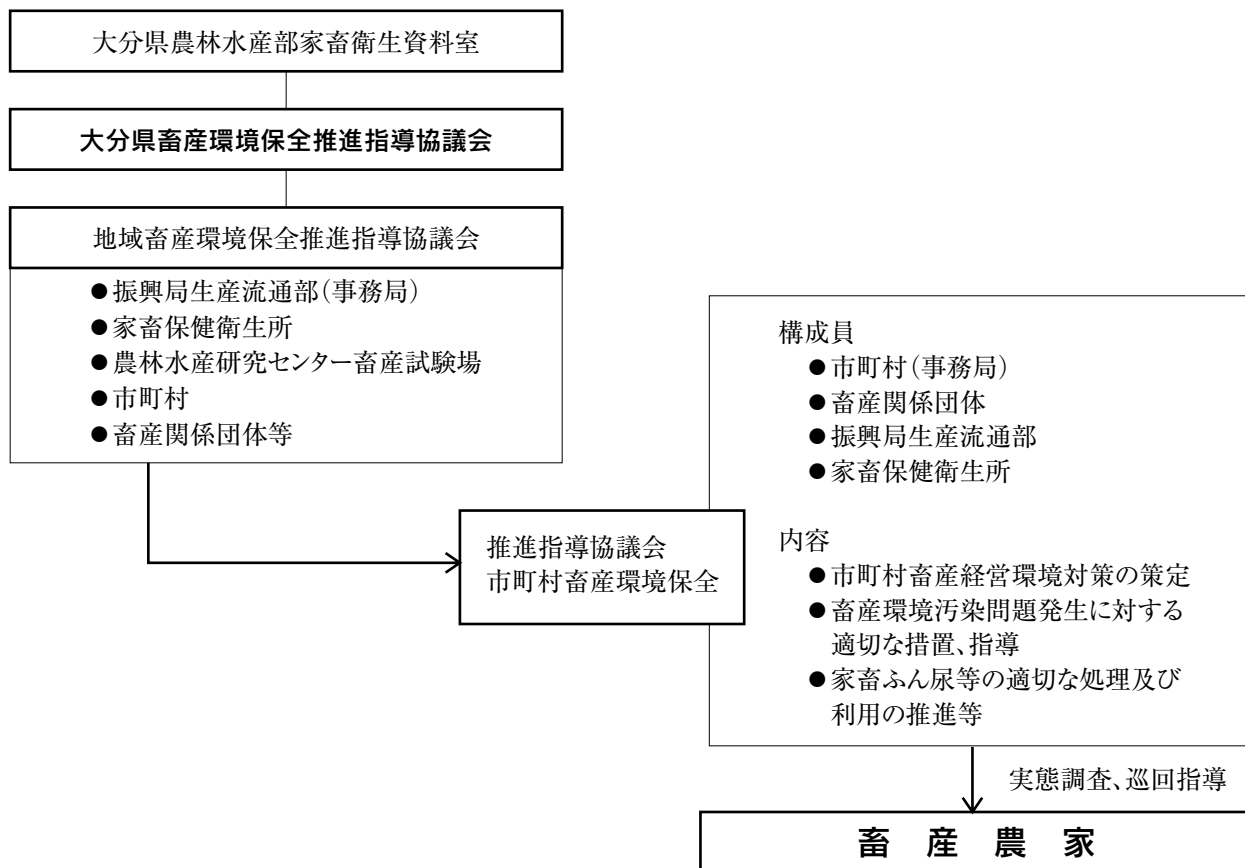 大分県農林水産部家畜衛生資料室
大分県畜産環境保全推進指導協議会
地域畜産環境保全推進指導協議会
●振興局生産流通部(事務局)
●家畜保健衛生所
●農林水産研究センター畜産試験場
●市町村
●畜産関係団体等
推進指導協議会
市町村畜産環境保全
構成員
●市町村(事務局)
●畜産関係団体
●振興局生産流通部
●家畜保健衛生所
内容
●市町村畜産経営環境対策の策定
●畜産環境汚染問題発生に対する
適切な措置、指導
●家畜ふん尿等の適切な処理及び
利用の推進等
実態調査、巡回指導
畜産農家